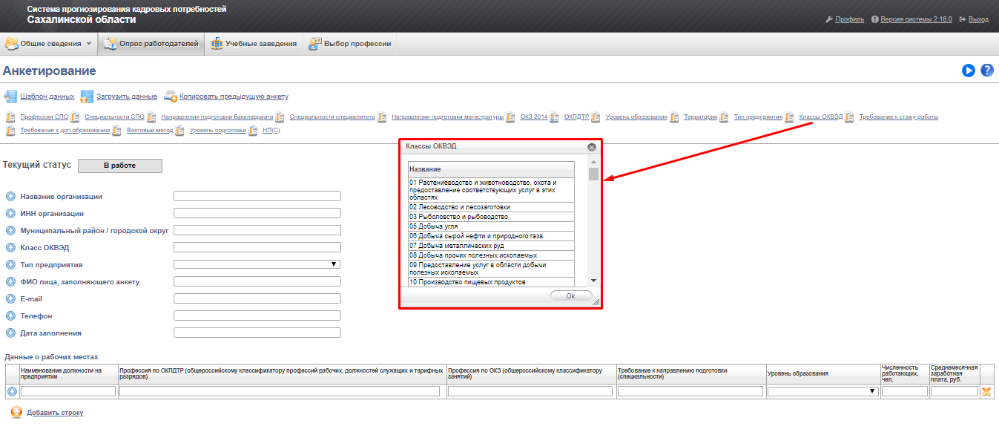 Система прогнозирования кадровых потребностей
Сахалинской области
Профиль Версия системы 2.16.0 Выход
Общие сведения Опрос работодателей Учебные заведения Выбор профессии
Анкетирование
Шаблон данных Загрузить данные Копировать предыдущую анкету
Профессии СПО Специальности СПО Направления подготовки бакалавриата Специальности специалитета Направления подготовки магистратуры ОКЗ 2014 ОКПДТР Уровень образования Территория Тип предприятия Классы ОКВЭД Требование к стажу работы
Требование к доп.образованию Вахтовый метод Уровень подготовки НП(С)
Текущий статус В работе
Название организации
ИНН организации
Муниципальный район / городской округ
Класс ОКВЭД
Тип предприятия
ФИО лица, заполняющего анкету
E-mail
Телефон
Дата заполнения
Классы ОКВЭД
Название
01 Растениеводство и животноводство, охота и
предоставление соответствующих услуг в этих
областях
02 Лесоводство и лесозаготовки
03 Рыболовство и рыбоводство
05 Добыча угля
06 Добыча сырой нефти и природного газа
07 Добыча металлических руд
08 Добыча прочих полезных ископаемых
09 Предоставление услуг в области добычи
полезных ископаемых
10 Производство пищевых продуктов
Ok
Данные о рабочих местах
Наименование должности на
предприятии
Профессия по ОКПДТР (общероссийскому классификатору профессий рабочих, должностей служащих и тарифных
разрядов)
Профессия по ОКЗ (общероссийскому классификатору
занятий)
Требование к направлению подготовки
(специальности)
Уровень образования
Численность
работающих,
чел.
Среднемесячная
заработная
плата, руб.
Добавить строку